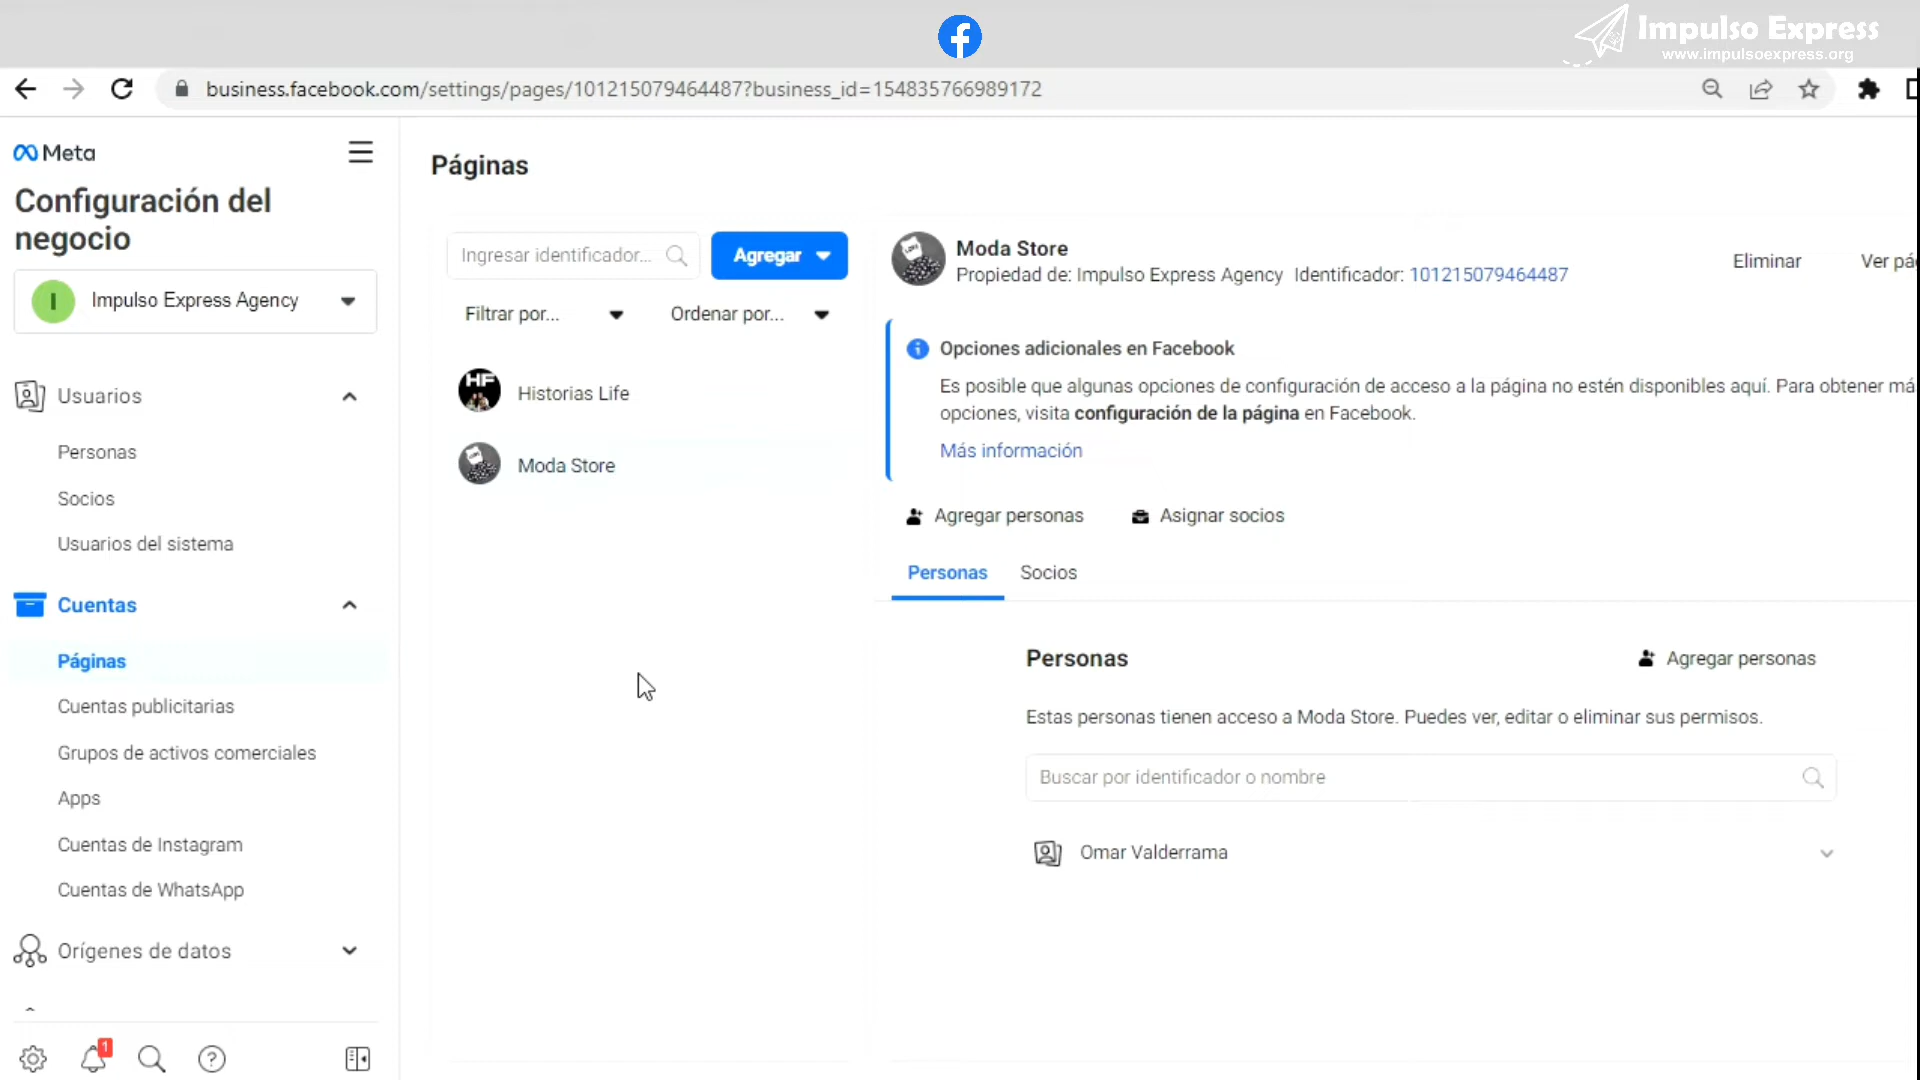 Impulso Express
www.impulsoexpress.org
business.facebook.com/settings/pages/101215079464487?business_id=154835766989172
Meta
Configuración del
negocio
I
Impulso Express Agency
Usuarios
Personas
Socios
Usuarios del sistema
Cuentas
Páginas
Cuentas publicitarias
Grupos de activos comerciales
Apps
Cuentas de Instagram
Cuentas de WhatsApp
Orígenes de datos
1
Páginas
Ingresar identificador...
Agregar
Filtrar por...
Ordenar por...
HF
Historias Life
Moda Store
Moda Store
Propiedad de: Impulso Express Agency Identificador: 101215079464487
Eliminar
Ver pá
Opciones adicionales en Facebook
Es posible que algunas opciones de configuración de acceso a la página no estén disponibles aquí. Para obtener má
opciones, visita configuración de la página en Facebook.
Más información
Agregar personas
Asignar socios
Personas
Socios
Personas
Agregar personas
Estas personas tienen acceso a Moda Store. Puedes ver, editar o eliminar sus permisos.
Buscar por identificador o nombre
Omar Valderrama